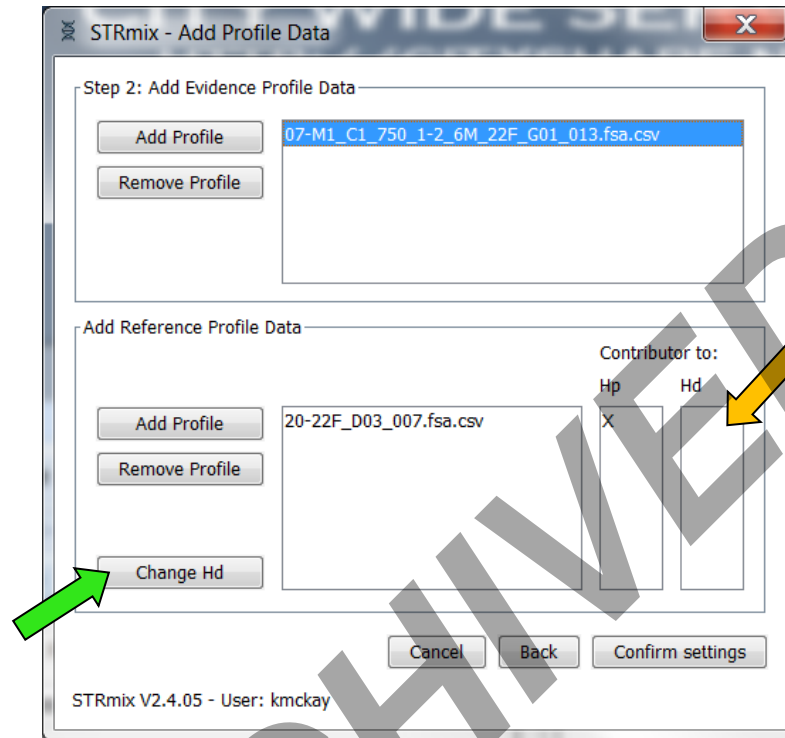 STRmix - Add Profile Data
Step 2: Add Evidence Profile Data
Add Profile
07-M1_C1_750_1-2_6M_22F_G01_013.fsa.csv
Remove Profile
Add Reference Profile Data
Contributor to:
Hp Hd
Add Profile
20-22F_D03_007.fsa.csv
X
Remove Profile
Change Hd
Cancel
Back
Confirm settings
STRmix V2.4.05 - User: kmckay
ARCHIVED